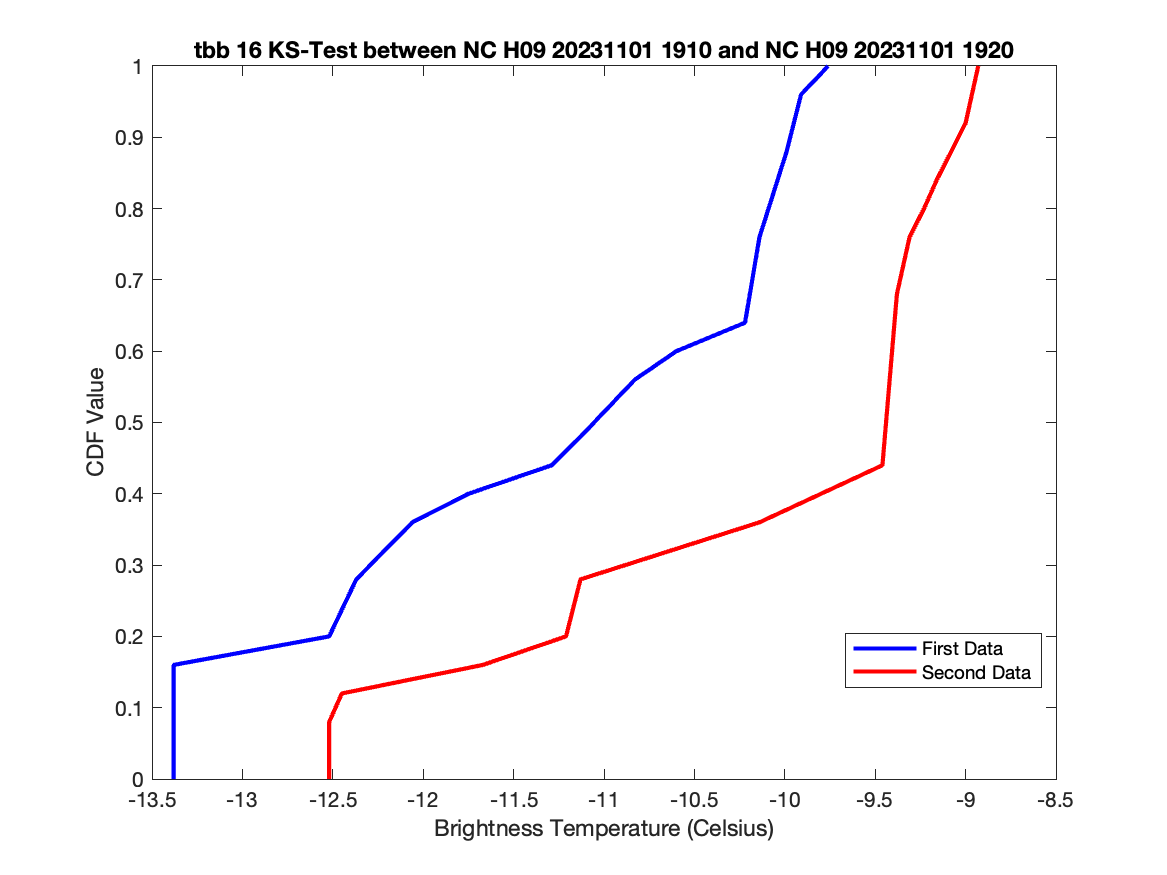 tbb 16 KS-Test between NC H09 20231101 1910 and NC H09 20231101 1920
1
0.9
0.8
0.7
0.6
0.5
0.4
0.3
0.2
0.1
0
CDF Value
First Data
Second Data
-13.5 -13 -12.5 -12 -11.5 -11 -10.5 -10 -9.5 -9 -8.5
Brightness Temperature (Celsius)